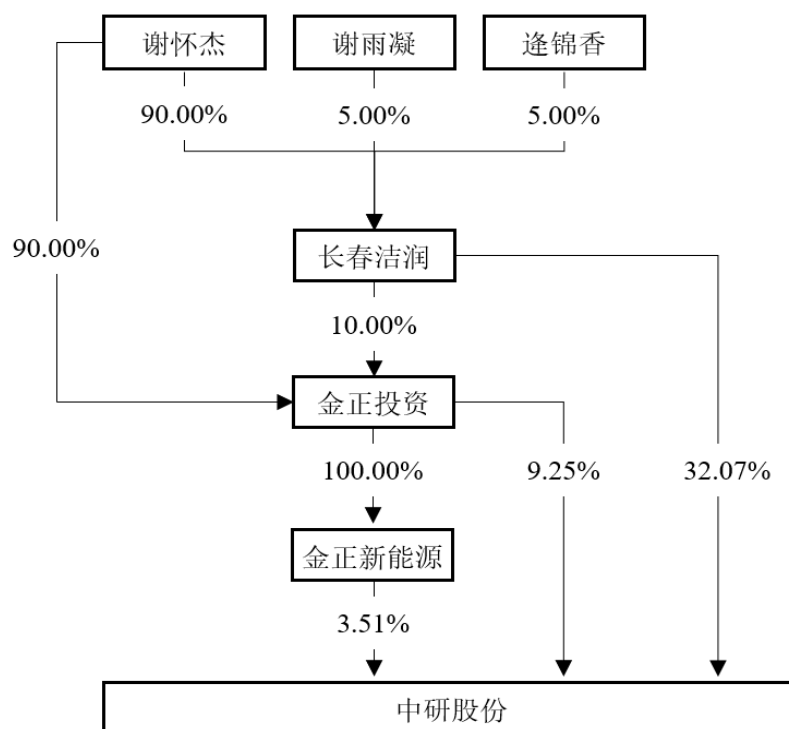 谢怀杰 谢雨凝 逄锦香
90.00% 5.00% 5.00%
90.00%
长春洁润
10.00%
金正投资
100.00% 9.25% 32.07%
金正新能源
3.51%
中研股份